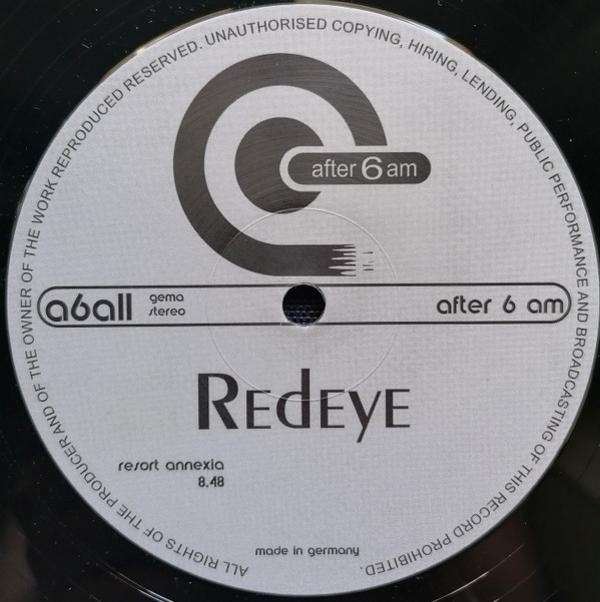 ALL RIGHTS OF THE PRODUCER AND OF THE OWNER OF THE WORK REPRODUCED RESERVED. UNAUTHORISED COPYING, HIRING, LENDING, PUBLIC PERFORMANCE AND BROADCASTING OF THIS RECORD PROHIBITED.
after 6 am
a6all gema after 6 am
stereo
REdEyE
resort annexia
8.48
made in germany